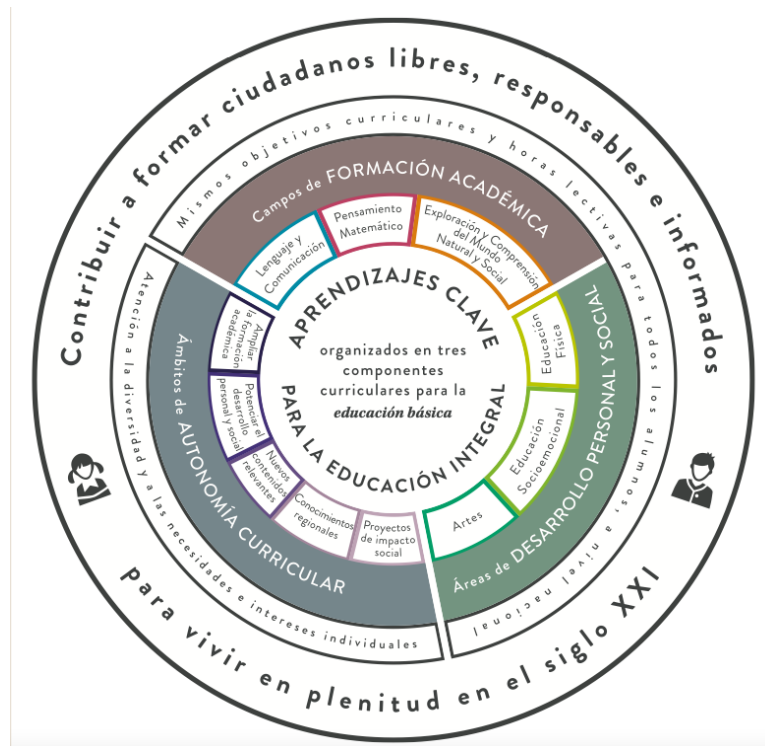 Contribuir a formar ciudadanos libres, responsables e informados
para vivir en plenitud en el siglo XXI
Mismos objetivos curriculares y horas lectivas para todos los alumnos, a nivel nacional
Atención a la diversidad y a las necesidades e intereses individuales
Campos de FORMACIÓN ACADÉMICA
Lenguaje y
Comunicación
Pensamiento
Matemático
Exploración y Comprensión
del Mundo
Natural y Social
Áreas de DESARROLLO PERSONAL Y SOCIAL
Educación
Física
Educación
Socioemocional
Artes
Ámbitos de AUTONOMÍA CURRICULAR
Ampliar
la formación
académica
Potenciar el
desarrollo
personal y social
Nuevos
contenidos
relevantes
Conocimientos
regionales
Proyectos
de impacto
social
APRENDIZAJES CLAVE
organizados en tres
componentes
curriculares para la
educación básica
PARA LA EDUCACIÓN INTEGRAL